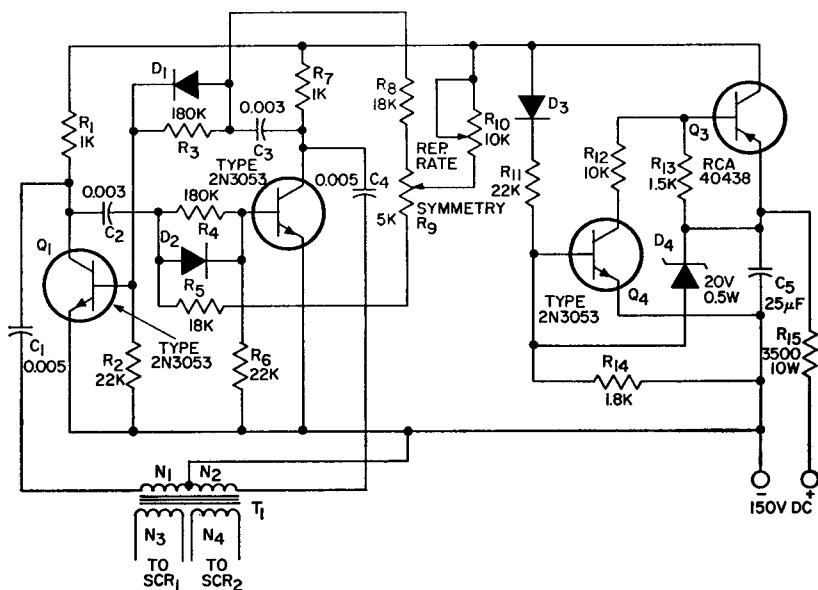 D1
R1
1K
180K
R3
0.003
C3
R7
1K
R8
18K
REP.
RATE
R10
10K
D3
R11
22K
R12
10K
Q3
R13
1.5K
RCA
40438
TYPE
2N3053
0.005
C4
SYMMETRY
5K
R9
0.003
C2
180K
R4
D2
R5
18K
Q1
TYPE
2N3053
Q4
TYPE
2N3053
D4
20V
0.5W
C5
25µF
R15
3500
10W
C1
0.005
R2
22K
R6
22K
R14
1.8K
N1
N2
T1
N3
N4
TO
SCR1
TO
SCR2
−
+
150V DC